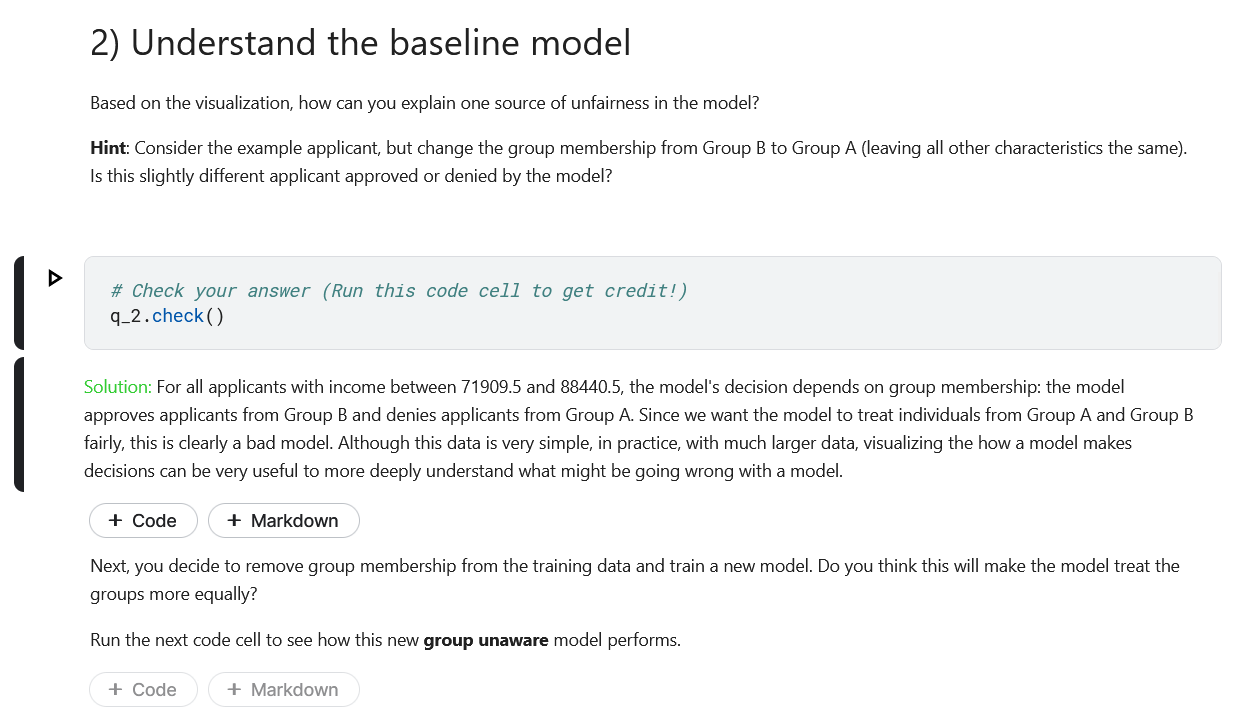 2) Understand the baseline model
Based on the visualization, how can you explain one source of unfairness in the model?
Hint: Consider the example applicant, but change the group membership from Group B to Group A (leaving all other characteristics the same).
Is this slightly different applicant approved or denied by the model?
# Check your answer (Run this code cell to get credit!)
q_2.check()
Solution: For all applicants with income between 71909.5 and 88440.5, the model's decision depends on group membership: the model
approves applicants from Group B and denies applicants from Group A. Since we want the model to treat individuals from Group A and Group B
fairly, this is clearly a bad model. Although this data is very simple, in practice, with much larger data, visualizing the how a model makes
decisions can be very useful to more deeply understand what might be going wrong with a model.
+ Code + Markdown
Next, you decide to remove group membership from the training data and train a new model. Do you think this will make the model treat the
groups more equally?
Run the next code cell to see how this new group unaware model performs.
+ Code + Markdown